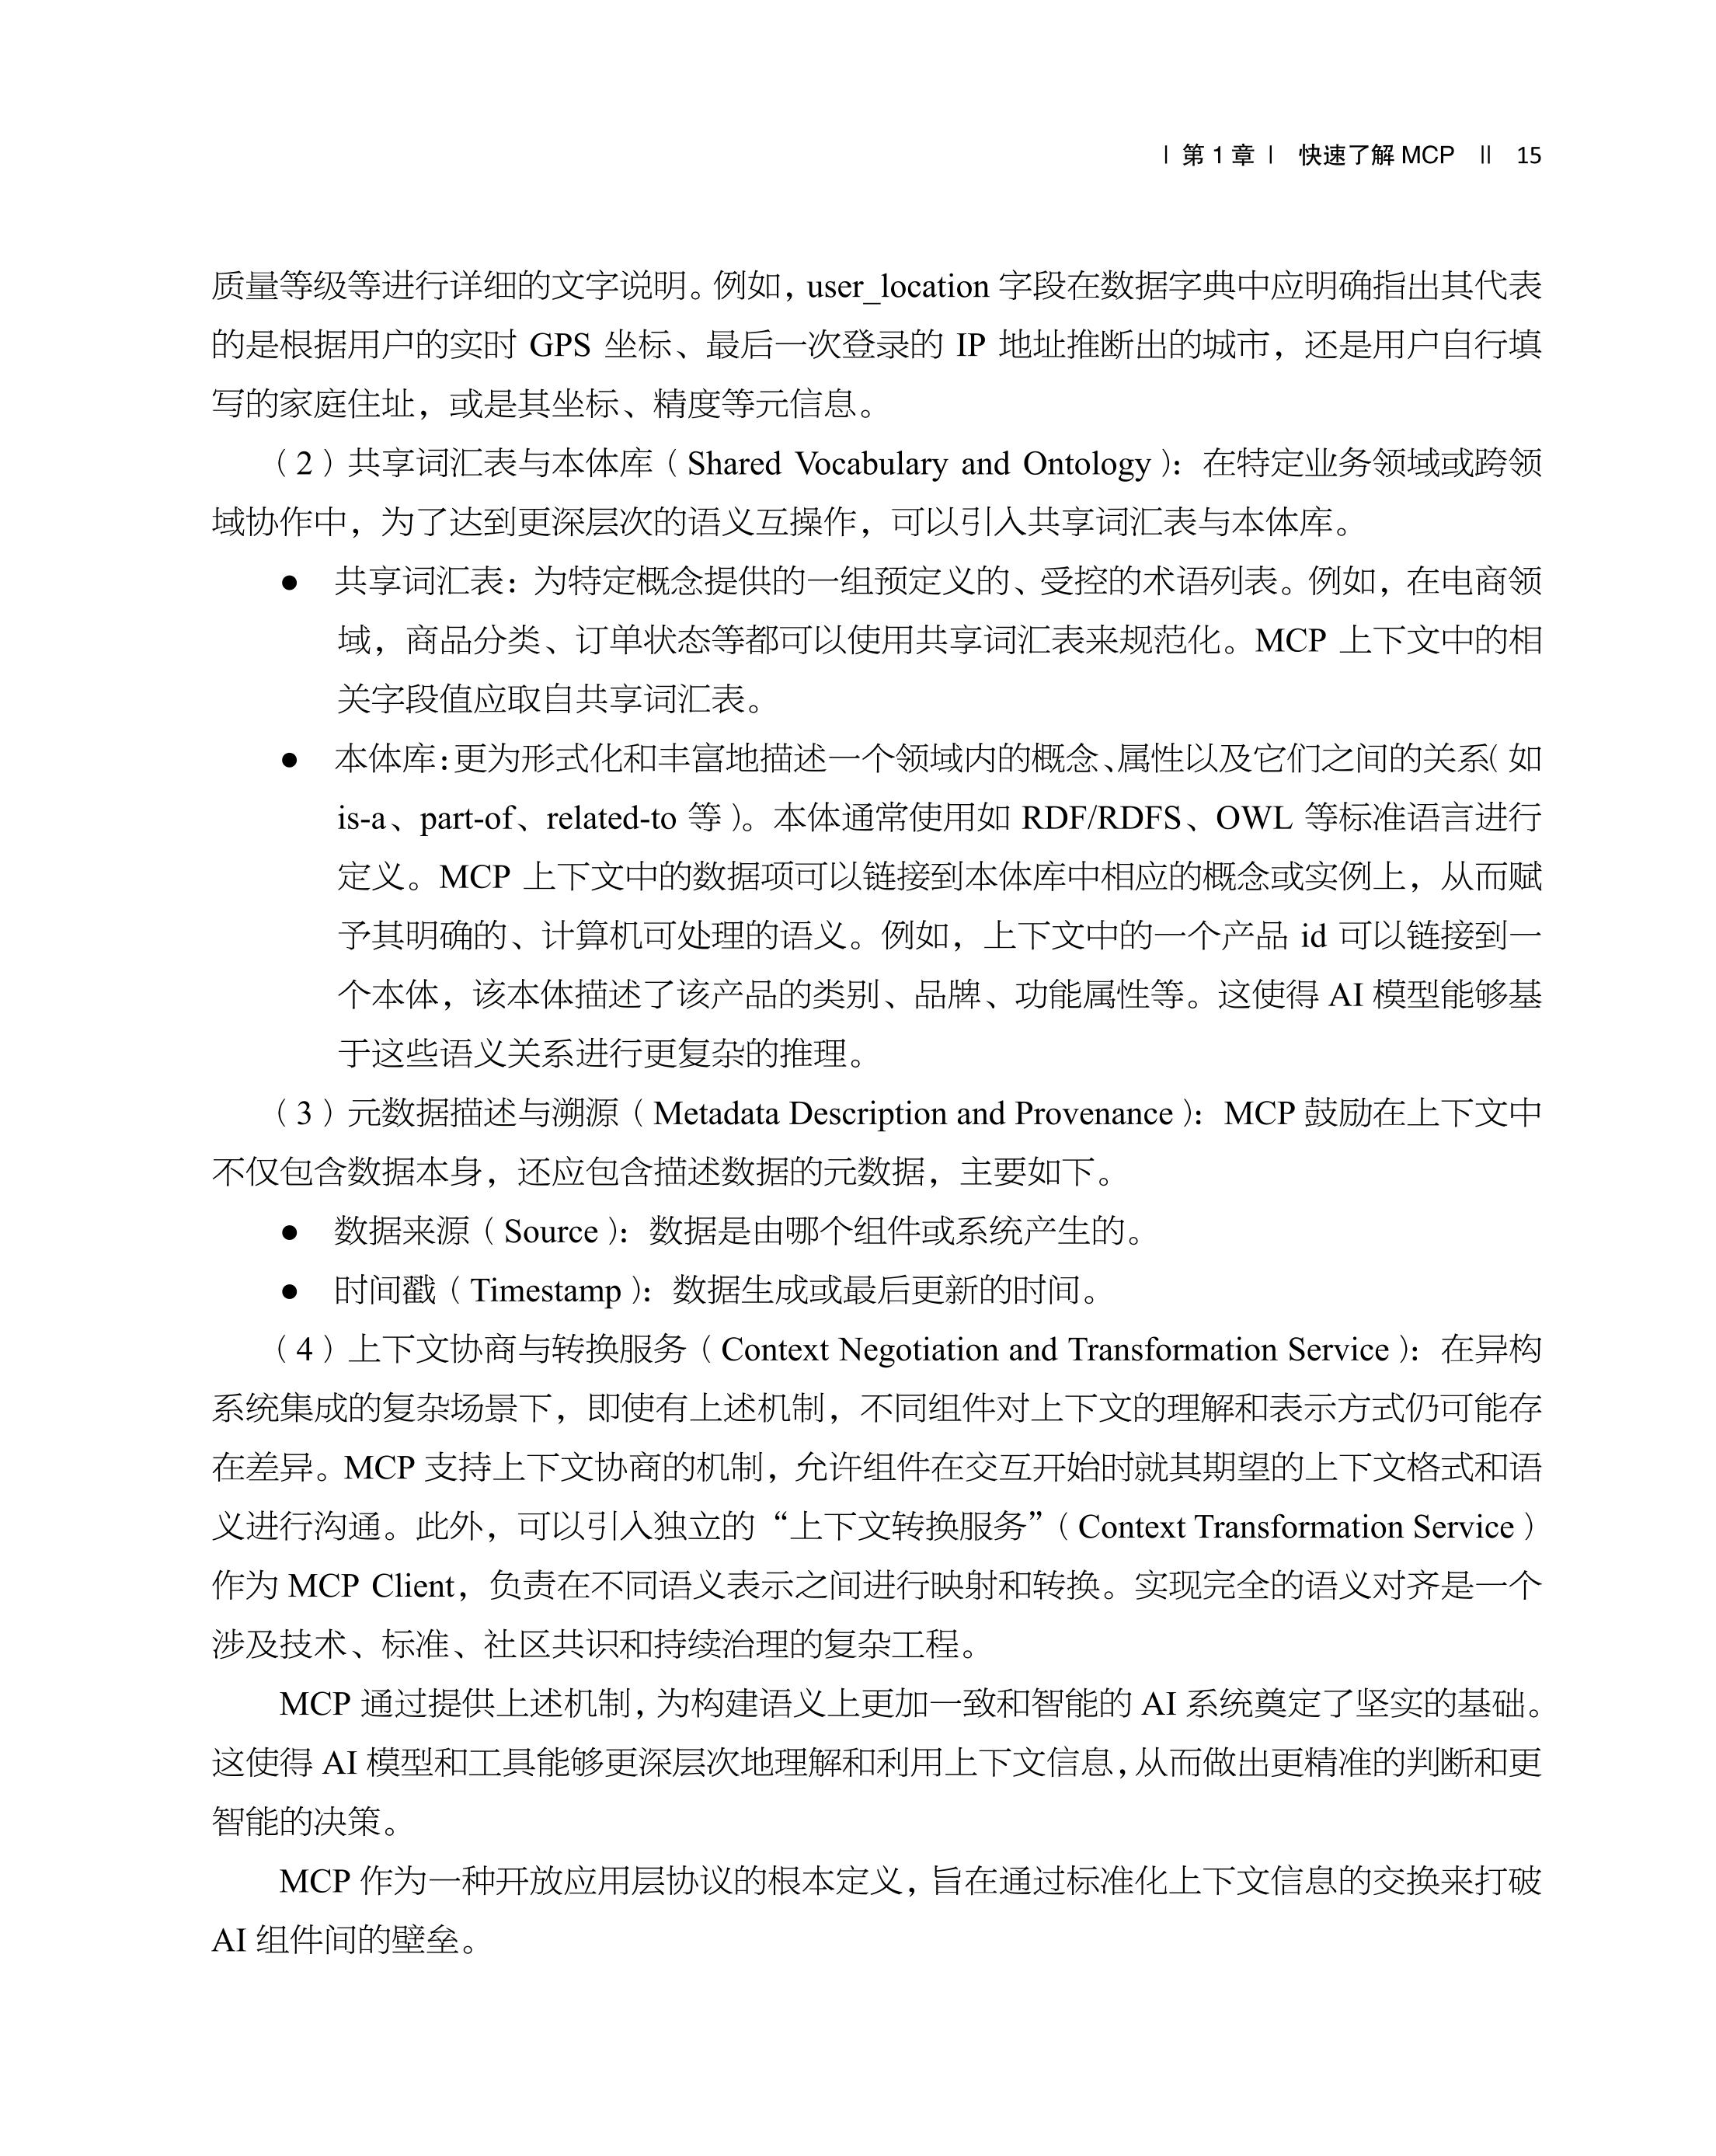 | 第 1 章 | 快速了解 MCP || 15
质量等级等进行详细的文字说明。例如，user_location 字段在数据字典中应明确指出其代表
的是根据用户的实时 GPS 坐标、最后一次登录的 IP 地址推断出的城市，还是用户自行填
写的家庭住址，或是其坐标、精度等元信息。
（2）共享词汇表与本体库（Shared Vocabulary and Ontology）：在特定业务领域或跨领
域协作中，为了达到更深层次的语义互操作，可以引入共享词汇表与本体库。
● 共享词汇表：为特定概念提供的一组预定义的、受控的术语列表。例如，在电商领
域，商品分类、订单状态等都可以使用共享词汇表来规范化。MCP 上下文中的相
关字段值应取自共享词汇表。
● 本体库：更为形式化和丰富地描述一个领域内的概念、属性以及它们之间的关系（如
is-a、part-of、related-to 等）。本体通常使用如 RDF/RDFS、OWL 等标准语言进行
定义。MCP 上下文中的数据项可以链接到本体库中相应的概念或实例上，从而赋
予其明确的、计算机可处理的语义。例如，上下文中的一个产品 id 可以链接到一
个本体，该本体描述了该产品的类别、品牌、功能属性等。这使得 AI 模型能够基
于这些语义关系进行更复杂的推理。
（3）元数据描述与溯源（Metadata Description and Provenance）：MCP 鼓励在上下文中
不仅包含数据本身，还应包含描述数据的元数据，主要如下。
● 数据来源（Source）：数据是由哪个组件或系统产生的。
● 时间戳（Timestamp）：数据生成或最后更新的时间。
（4）上下文协商与转换服务（Context Negotiation and Transformation Service）：在异构
系统集成的复杂场景下，即使有上述机制，不同组件对上下文的理解和表示方式仍可能存
在差异。MCP 支持上下文协商的机制，允许组件在交互开始时就其期望的上下文格式和语
义进行沟通。此外，可以引入独立的“上下文转换服务”（Context Transformation Service）
作为 MCP Client，负责在不同语义表示之间进行映射和转换。实现完全的语义对齐是一个
涉及技术、标准、社区共识和持续治理的复杂工程。
MCP 通过提供上述机制，为构建语义上更加一致和智能的 AI 系统奠定了坚实的基础。
这使得 AI 模型和工具能够更深层次地理解和利用上下文信息，从而做出更精准的判断和更
智能的决策。
MCP 作为一种开放应用层协议的根本定义，旨在通过标准化上下文信息的交换来打破
AI 组件间的壁垒。